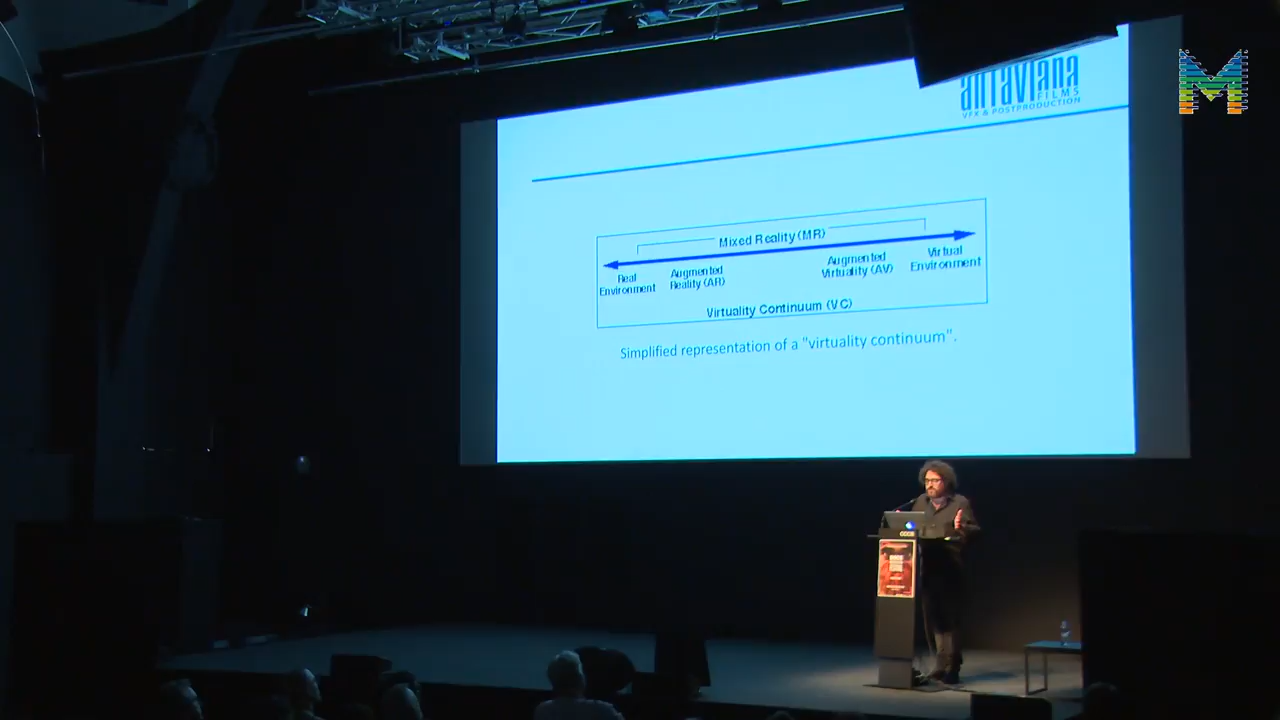 antaviana
FILMS
VFX & POSTPRODUCTION
M
Mixed Reality (MR)
Real
Environment
Augmented
Reality (AR)
Augmented
Virtuality (AV)
Virtual
Environment
Virtuality Continuum (VC)
Simplified representation of a "virtuality continuum".